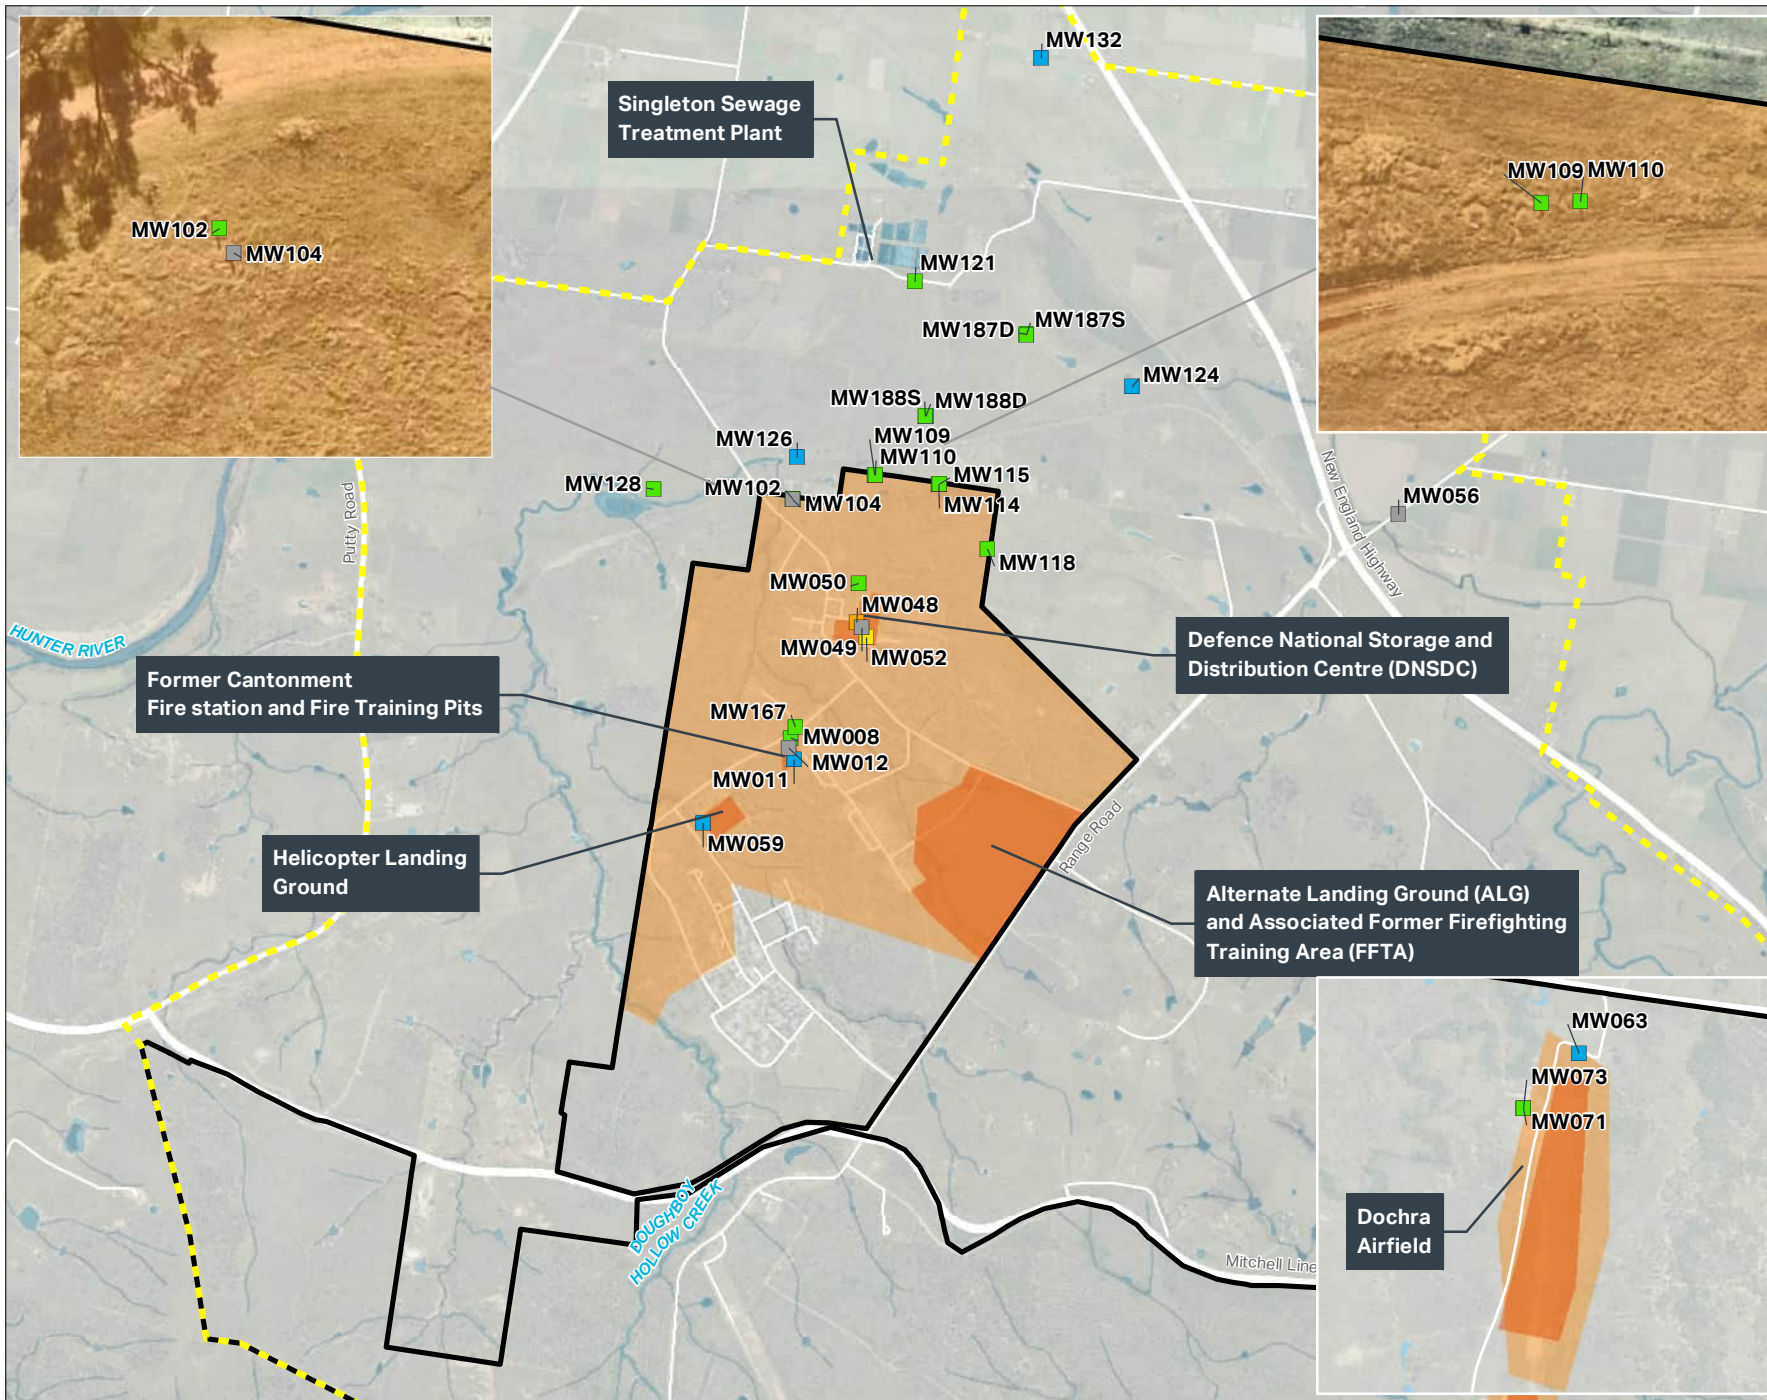 MW132
Singleton Sewage
Treatment Plant
MW109
MW110
MW102
MW104
MW121
MW187D
MW187S
MW124
MW188S
MW188D
MW126
MW109
MW110
MW128
MW102
MW104
MW115
MW114
New England Highway
MW056
Putty Road
MW118
MW050
MW048
HUNTER RIVER
MW049
MW052
Defence National Storage and
Distribution Centre (DNSDC)
Former Cantonment
Fire station and Fire Training Pits
MW167
MW008
MW012
MW011
MW059
Helicopter Landing
Ground
Range Road
Alternate Landing Ground (ALG)
and Associated Former Firefighting
Training Area (FFTA)
MW063
MW073
MW071
Dochra
Airfield
DOUGHBOY
HOLLOW CREEK
Mitchell Line